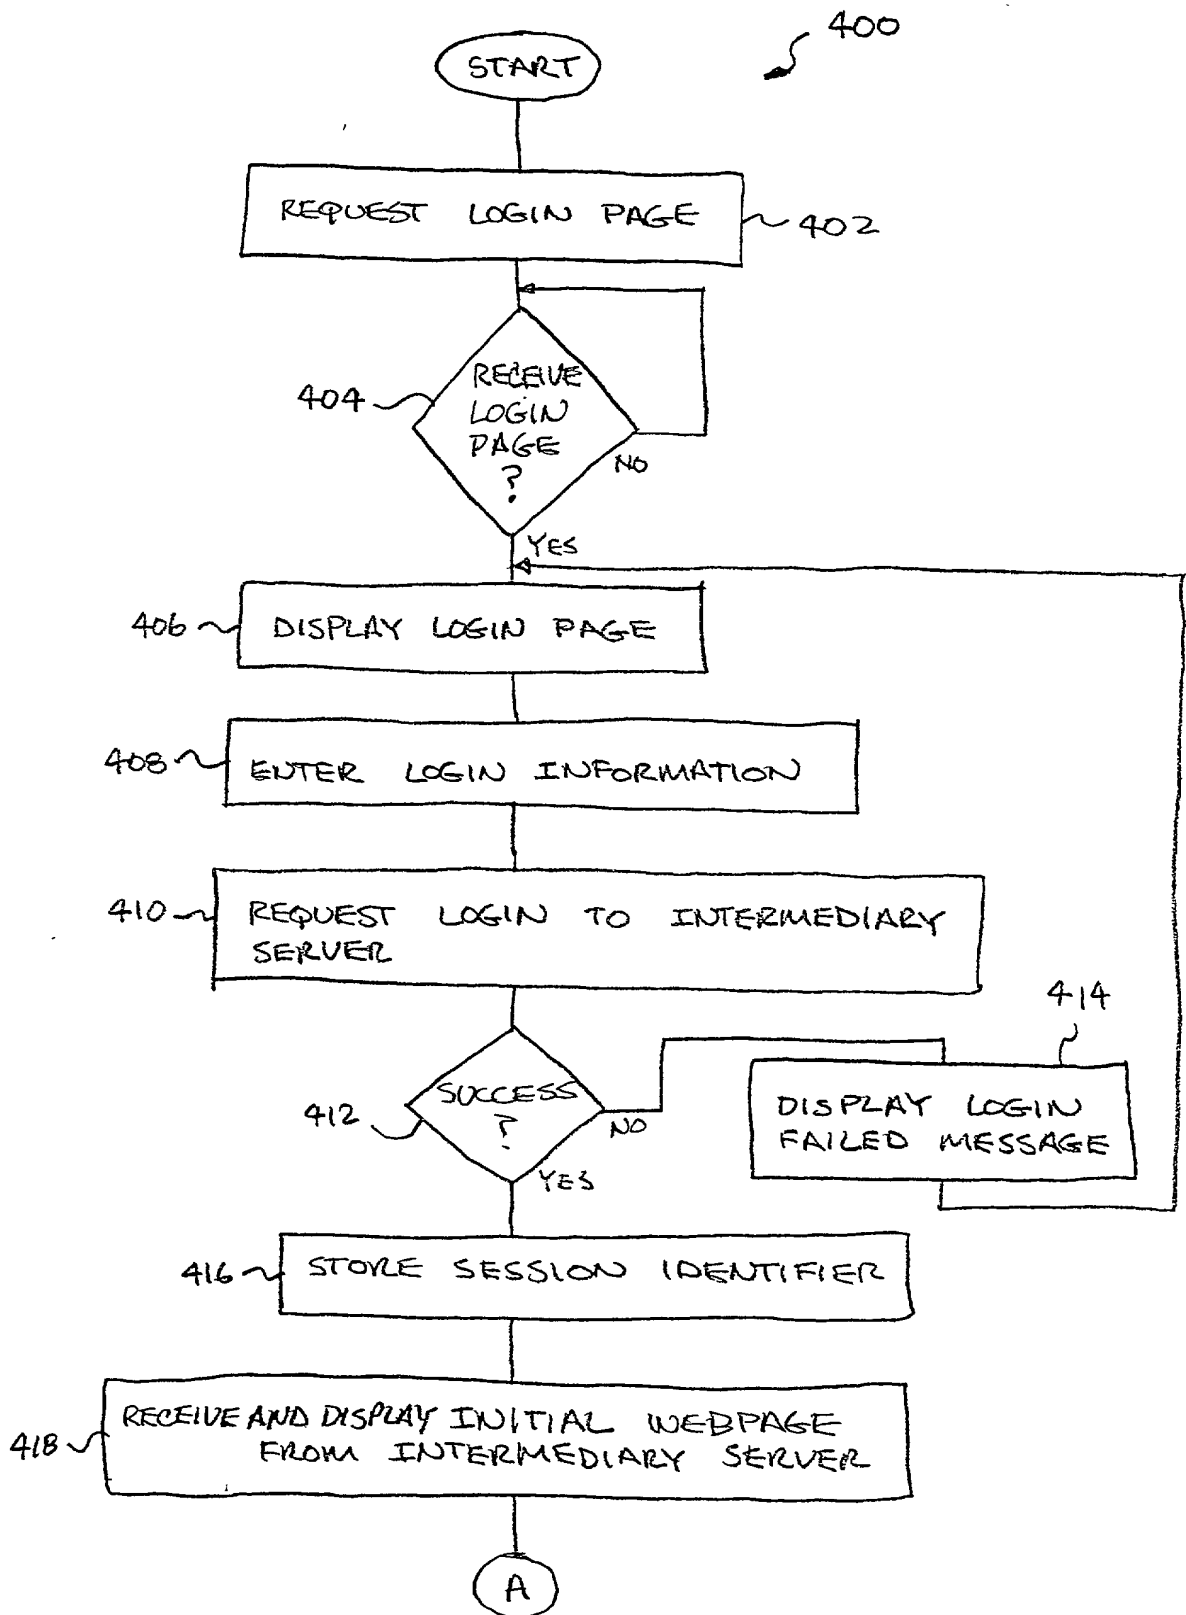 400
START
REQUEST LOGIN PAGE
402
RECEIVE
LOGIN
PAGE
?
404
NO
YES
406
DISPLAY LOGIN PAGE
408
ENTER LOGIN INFORMATION
410
REQUEST LOGIN TO INTERMEDIARY
SERVER
414
SUCCESS
?
412
NO
DISPLAY LOGIN
FAILED MESSAGE
YES
416
STORE SESSION IDENTIFIER
418
RECEIVE AND DISPLAY INITIAL WEBPAGE
FROM INTERMEDIARY SERVER
A